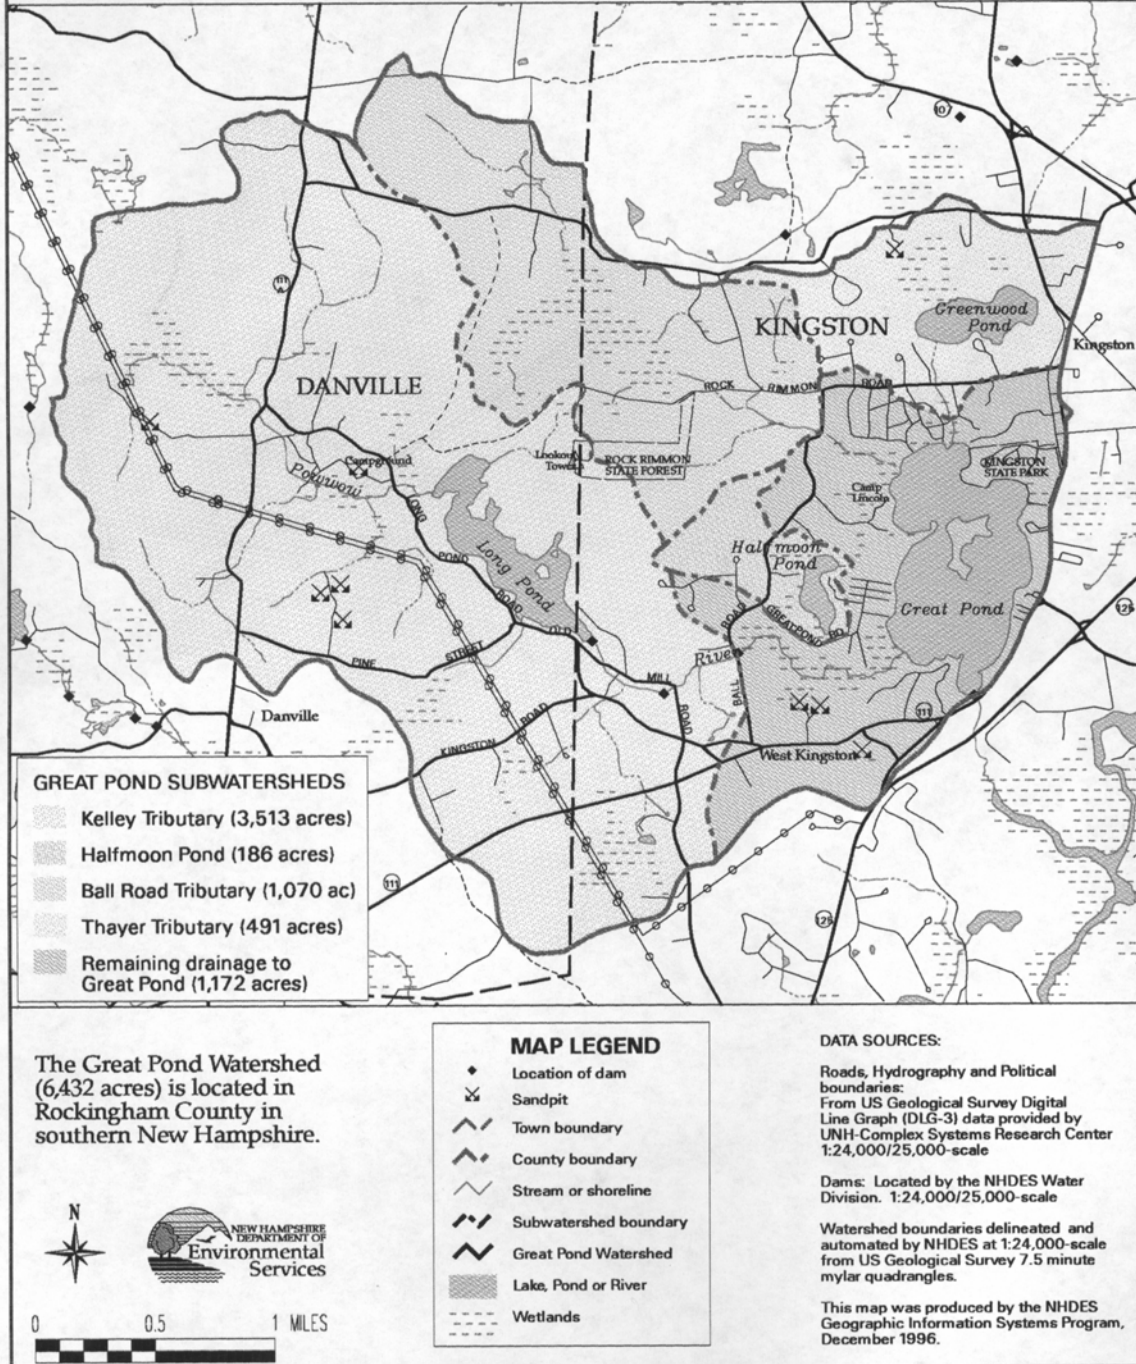 107
KINGSTON
Greenwood
Pond
Kingston
111
A
DANVILLE
ROCK RIMMON ROAD
Lookout
Tower
ROCK RIMMON
STATE FOREST
KINGSTON
STATE PARK
Campground
Powwow
Camp
Lincoln
LONG POND ROAD
Long Pond
Halfmoon
Pond
Great Pond
GREAT POND RD.
BALL ROAD
River
125
OLD MILL ROAD
PINE STREET
Danville
KINGSTON ROAD
111
West Kingston
111
125
GREAT POND SUBWATERSHEDS
Kelley Tributary (3,513 acres)
Halfmoon Pond (186 acres)
Ball Road Tributary (1,070 ac)
Thayer Tributary (491 acres)
Remaining drainage to
Great Pond (1,172 acres)
The Great Pond Watershed
(6,432 acres) is located in
Rockingham County in
southern New Hampshire.
N
NEW HAMPSHIRE
DEPARTMENT OF
Environmental
Services
0 0.5 1 MILES
MAP LEGEND
Location of dam
Sandpit
Town boundary
County boundary
Stream or shoreline
Subwatershed boundary
Great Pond Watershed
Lake, Pond or River
Wetlands
DATA SOURCES:
Roads, Hydrography and Political
boundaries:
From US Geological Survey Digital
Line Graph (DLG-3) data provided by
UNH-Complex Systems Research Center
1:24,000/25,000-scale
Dams: Located by the NHDES Water
Division. 1:24,000/25,000-scale
Watershed boundaries delineated and
automated by NHDES at 1:24,000-scale
from US Geological Survey 7.5 minute
mylar quadrangles.
This map was produced by the NHDES
Geographic Information Systems Program,
December 1996.